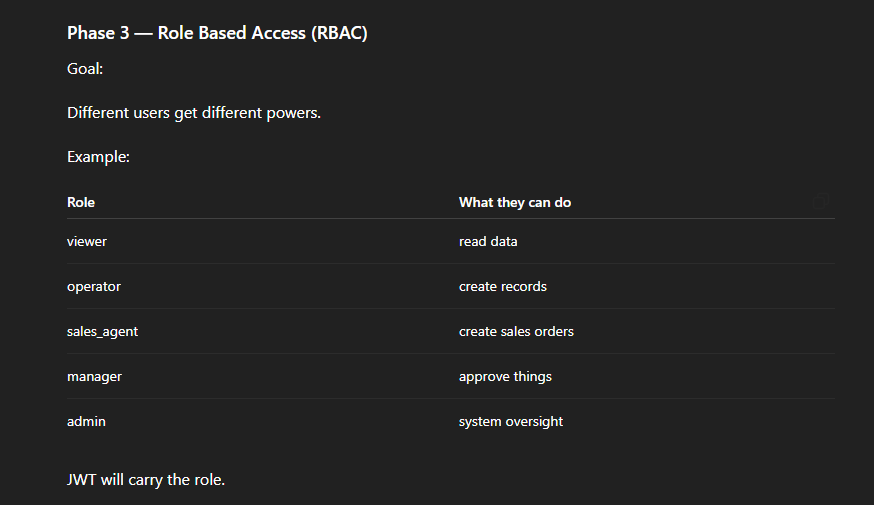 Phase 3 — Role Based Access (RBAC)
Goal:
Different users get different powers.
Example:
Role What they can do
viewer read data
operator create records
sales_agent create sales orders
manager approve things
admin system oversight
JWT will carry the role.